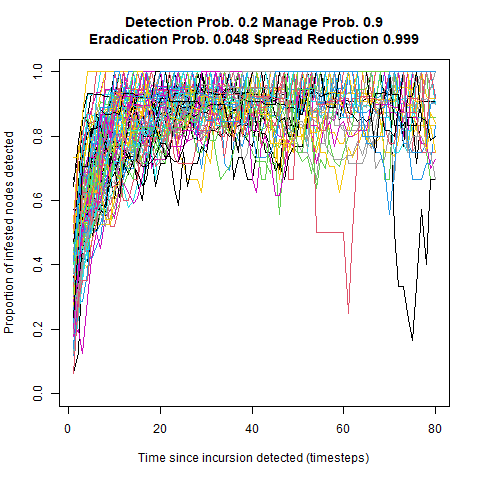 Detection Prob. 0.2 Manage Prob. 0.9
Eradication Prob. 0.048 Spread Reduction 0.999
Proportion of infested nodes detected
1.0
0.8
0.6
0.4
0.2
0.0
0 20 40 60 80
Time since incursion detected (timesteps)